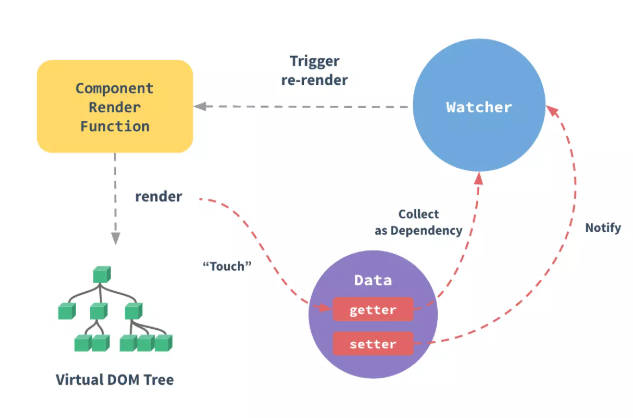 Trigger
re-render
Component
Render
Function
Watcher
render
Collect
as Dependency
Notify
“Touch”
Data
getter
setter
Virtual DOM Tree